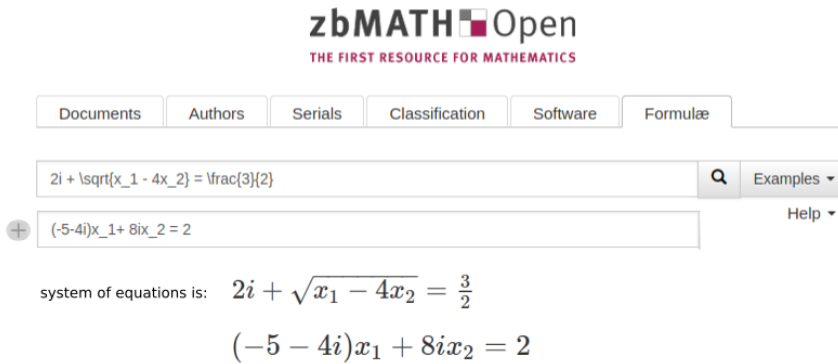 zbMATH Open
THE FIRST RESOURCE FOR MATHEMATICS
Documents Authors Serials Classification Software Formulæ
2i + \sqrt{x_1 - 4x_2} = \frac{3}{2} Examples
Help
(-5-4i)x_1+ 8ix_2 = 2
system of equations is: 2i + √(x₁ − 4x₂) = 3/2
(−5 − 4i)x₁ + 8ix₂ = 2